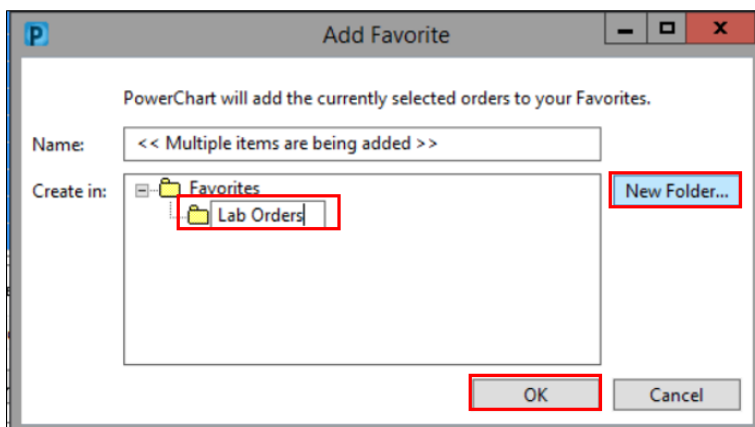 P Add Favorite
PowerChart will add the currently selected orders to your Favorites.
Name: << Multiple items are being added >>
Create in: Favorites New Folder...
Lab Orders
OK Cancel